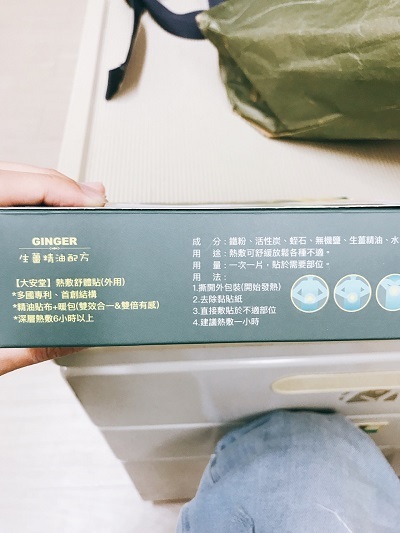 GINGER
生薑精油配方
【大安堂】熱敷舒體貼(外用)
*多國專利、首創結構
*精油貼布+暖包(雙效合一&雙倍有感)
*深層熱敷6小時以上
成　分：鐵粉、活性炭、蛭石、無機鹽、生薑精油、水
用　途：熱敷可舒緩放鬆各種不適。
用　量：一次一片，貼於需要部位。
用　法：
1.撕開外包裝(開始發熱)
2.去除黏貼紙
3.直接敷貼於不適部位
4.建議熱敷一小時